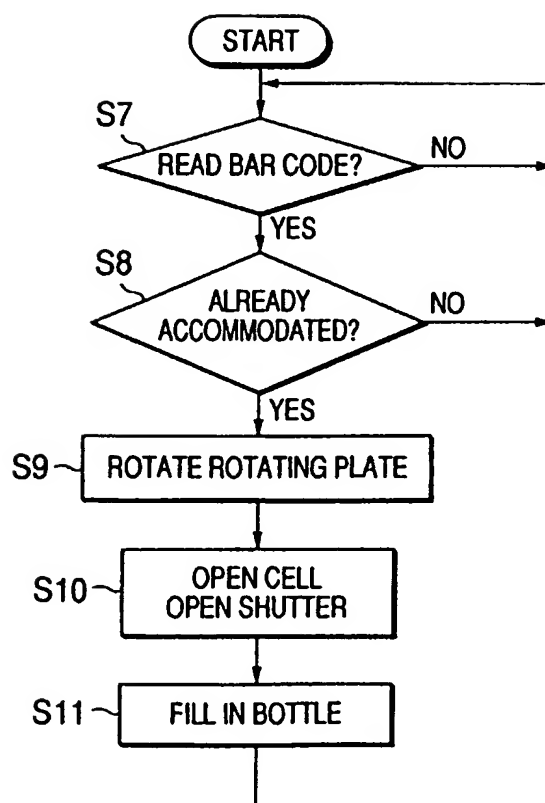 START
S7
READ BAR CODE?
NO
YES
S8
ALREADY
ACCOMMODATED?
NO
YES
S9
ROTATE ROTATING PLATE
S10
OPEN CELL
OPEN SHUTTER
S11
FILL IN BOTTLE